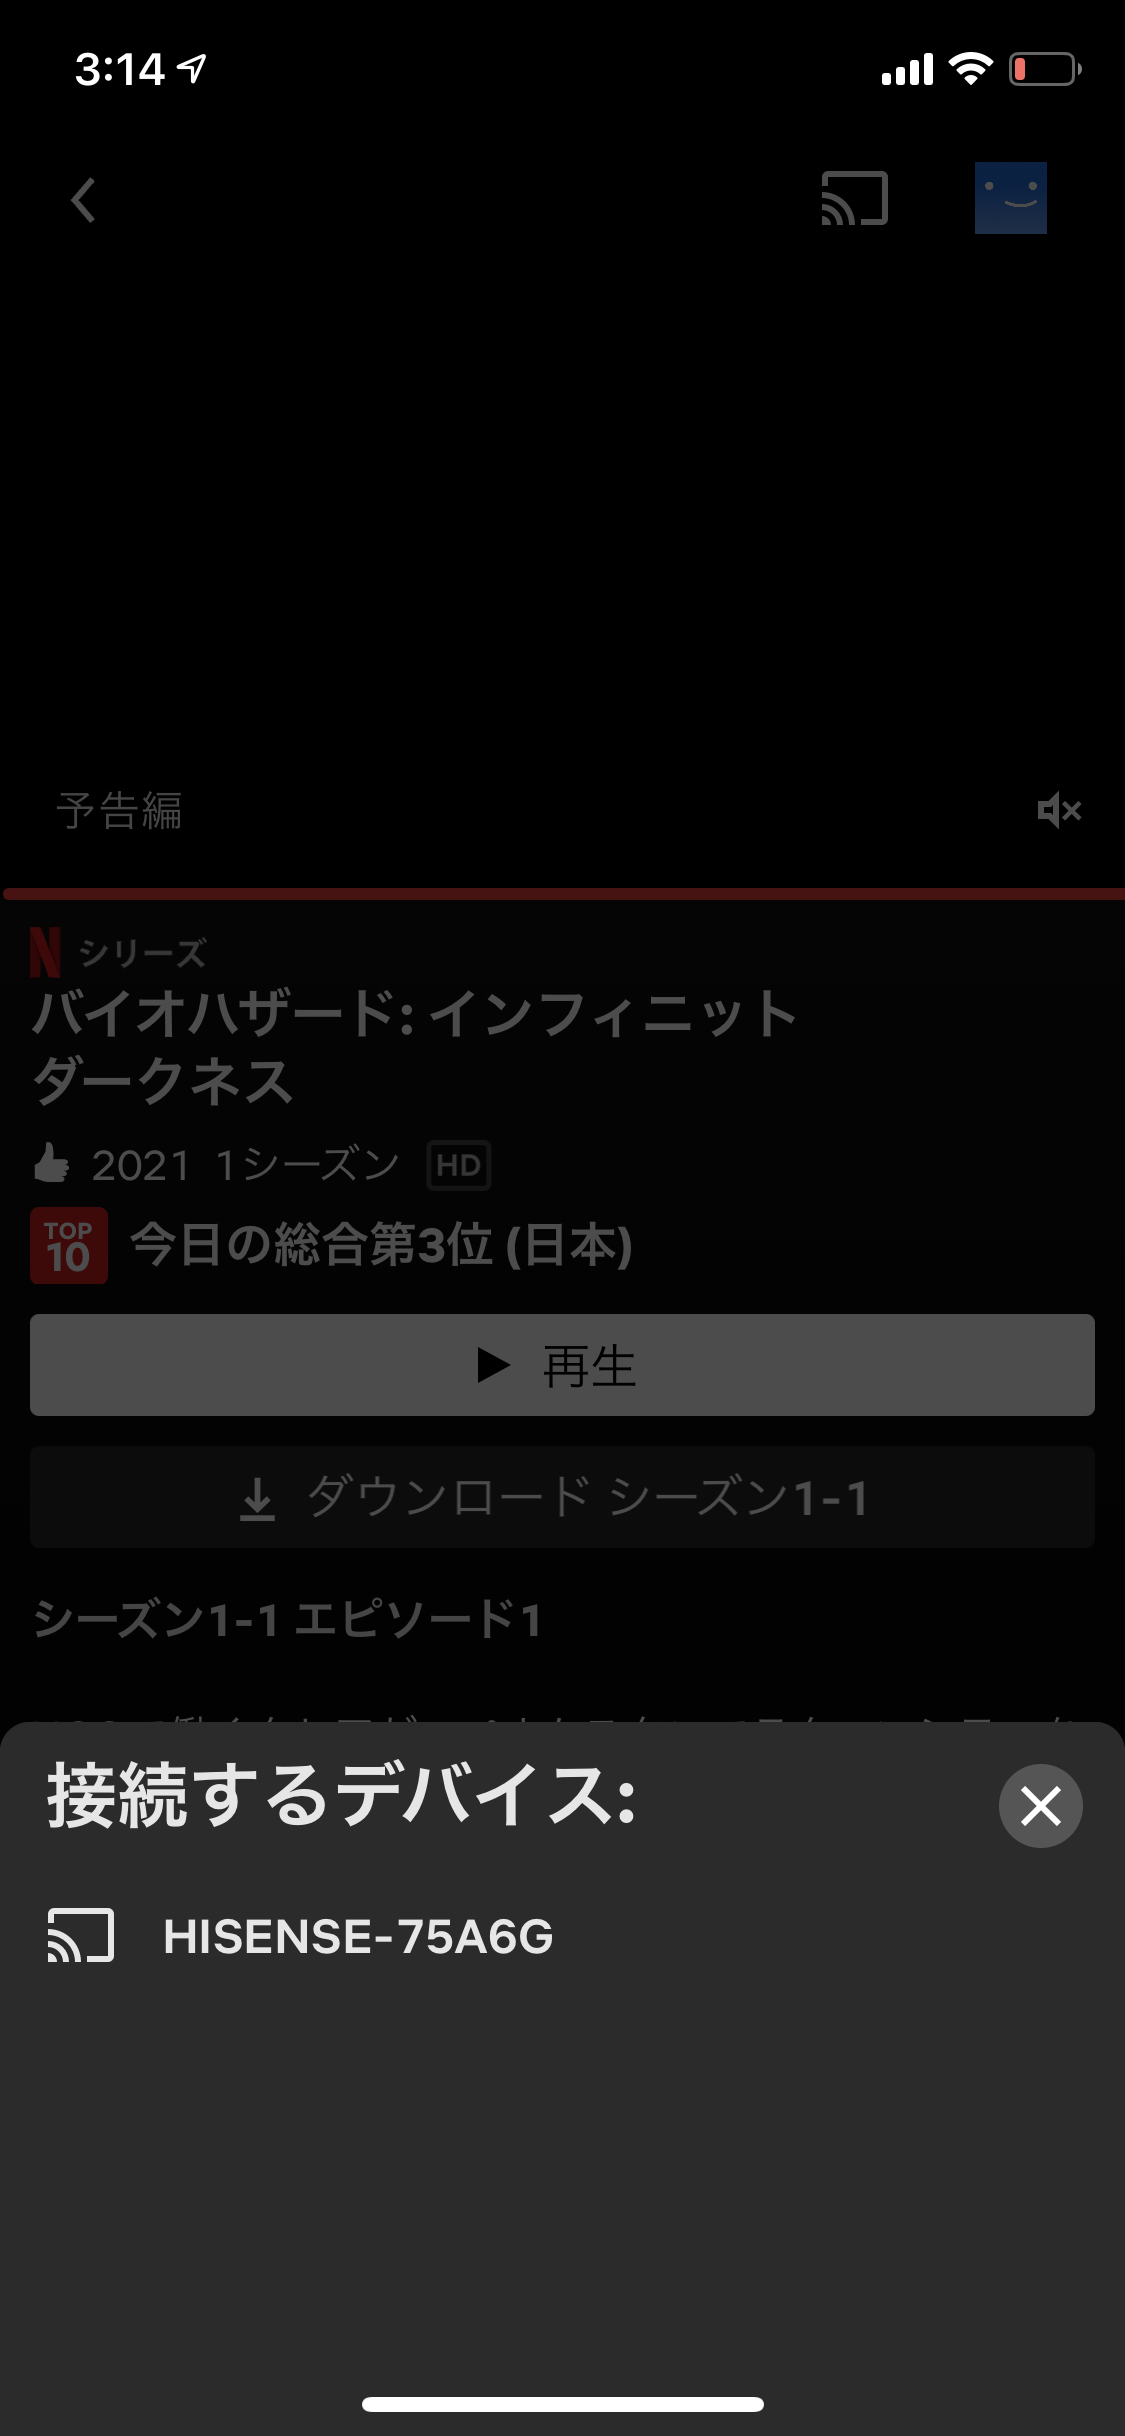 3:14
予告編
N シリーズ
バイオハザード: インフィニット
ダークネス
2021 1シーズン HD
TOP
10
今日の総合第3位 (日本)
再生
ダウンロード シーズン1-1
シーズン1-1 エピソード1
接続するデバイス:
HISENSE-75A6G